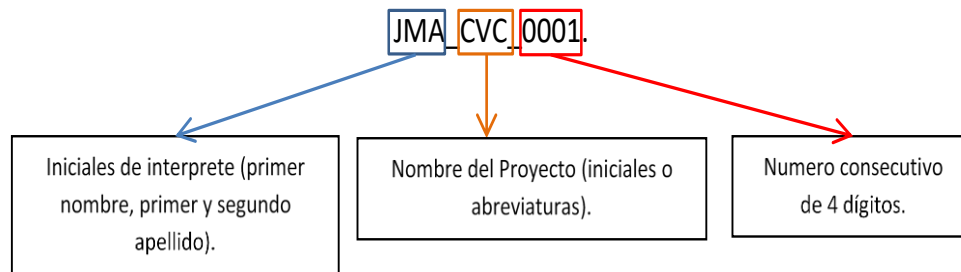 JMA_CVC_0001.
Iniciales de interprete (primer
nombre, primer y segundo
apellido).
Nombre del Proyecto (iniciales o
abreviaturas).
Numero consecutivo
de 4 dígitos.